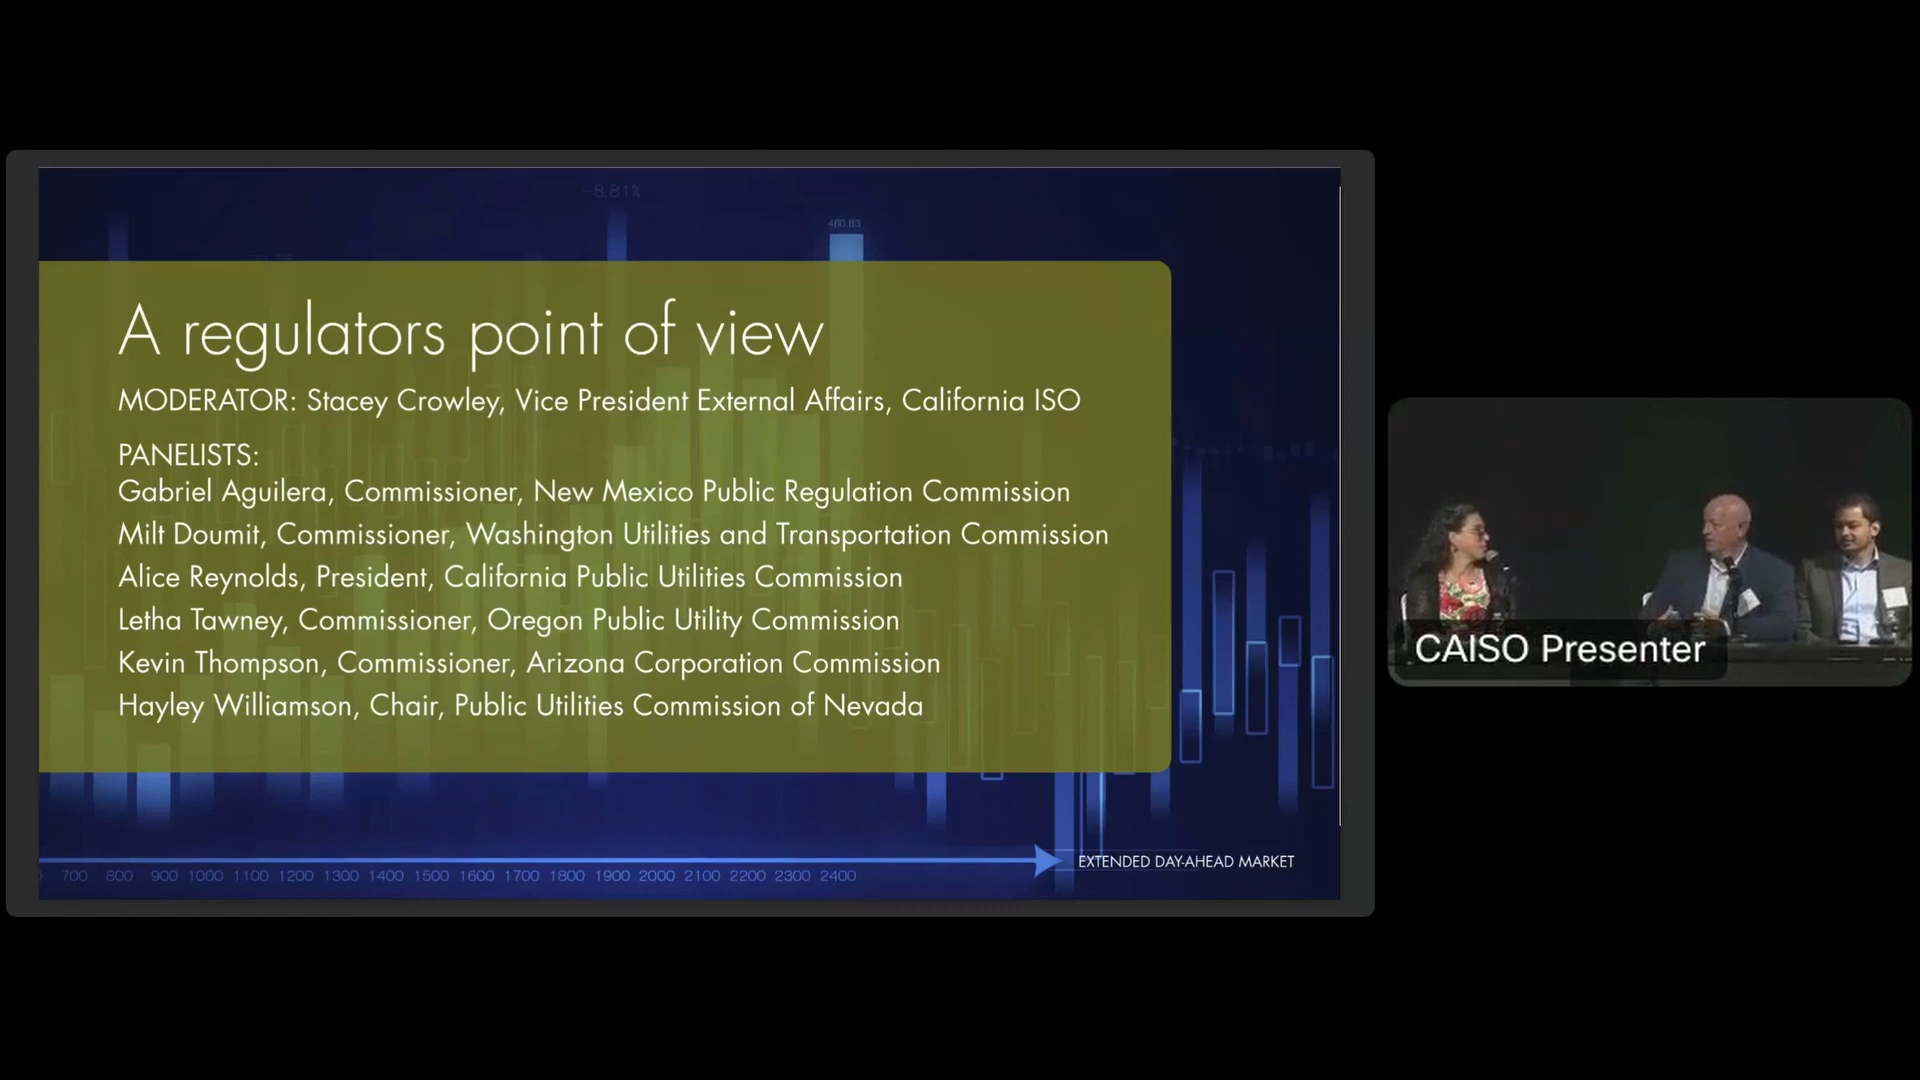 -8.81%
460.83
A regulators point of view
MODERATOR: Stacey Crowley, Vice President External Affairs, California ISO
PANELISTS:
Gabriel Aguilera, Commissioner, New Mexico Public Regulation Commission
Milt Doumit, Commissioner, Washington Utilities and Transportation Commission
Alice Reynolds, President, California Public Utilities Commission
Letha Tawney, Commissioner, Oregon Public Utility Commission
Kevin Thompson, Commissioner, Arizona Corporation Commission
Hayley Williamson, Chair, Public Utilities Commission of Nevada
CAISO Presenter
EXTENDED DAY-AHEAD MARKET
700 800 900 1000 1100 1200 1300 1400 1500 1600 1700 1800 1900 2000 2100 2200 2300 2400